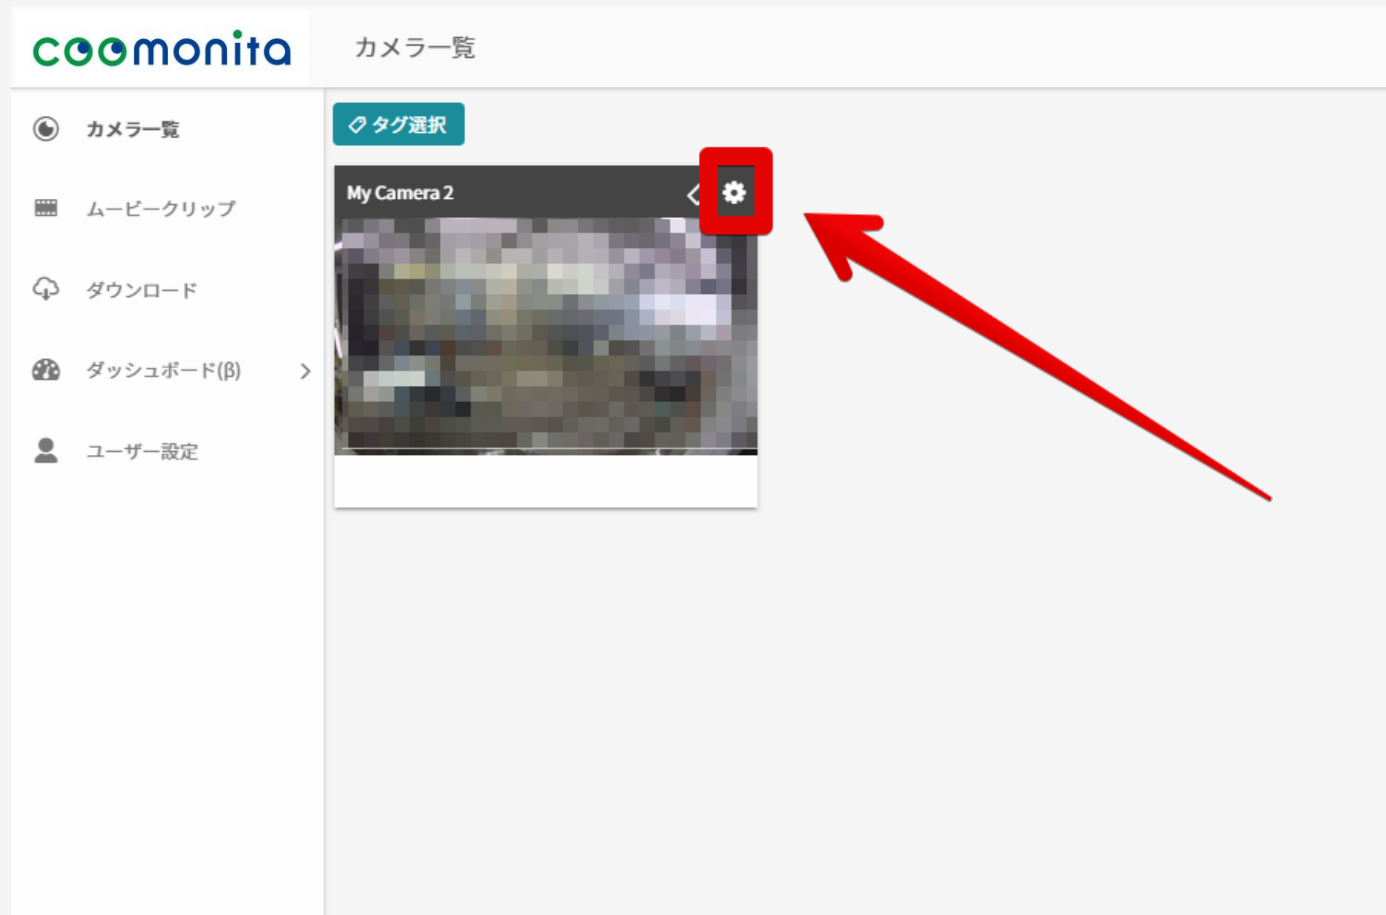 coomonita
カメラ一覧
カメラ一覧
タグ選択
My Camera 2
ムービークリップ
ダウンロード
ダッシュボード(β)
ユーザー設定